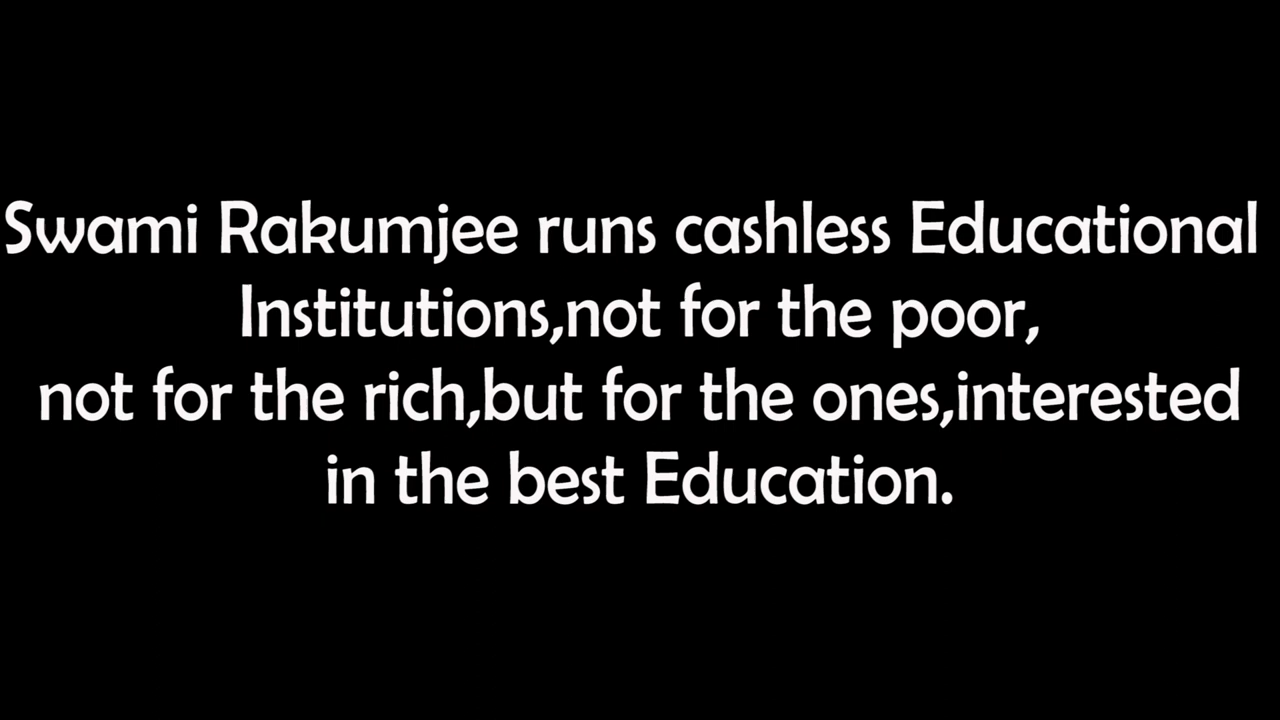 Swami Rakumjee runs cashless Educational
Institutions,not for the poor,
not for the rich,but for the ones,interested
in the best Education.